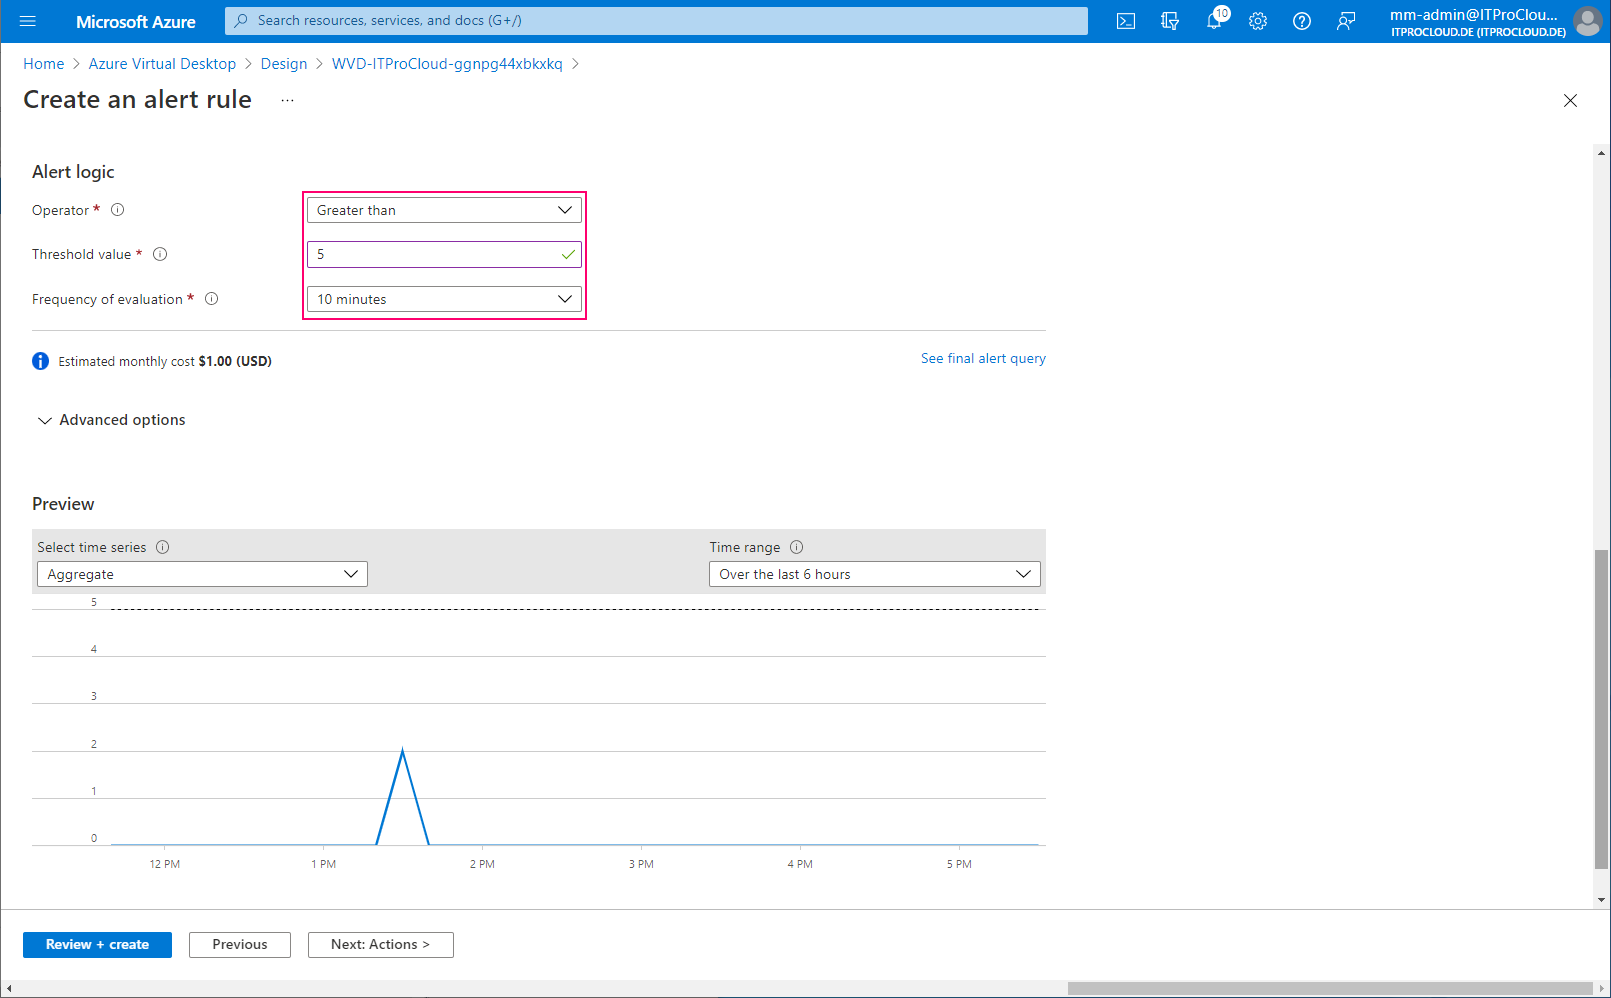 Microsoft Azure
Search resources, services, and docs (G+/)
10
mm-admin@ITProClou...
ITPROCLOUD.DE (ITPROCLOUD.DE)
Home > Azure Virtual Desktop > Design > WVD-ITProCloud-ggnpg44xbkxkq >
Create an alert rule ...
Alert logic
Operator * Greater than
Threshold value * 5
Frequency of evaluation * 10 minutes
Estimated monthly cost $1.00 (USD)
See final alert query
Advanced options
Preview
Select time series
Time range
Aggregate
Over the last 6 hours
5
4
3
2
1
0
12 PM 1 PM 2 PM 3 PM 4 PM 5 PM
Review + create Previous Next: Actions >